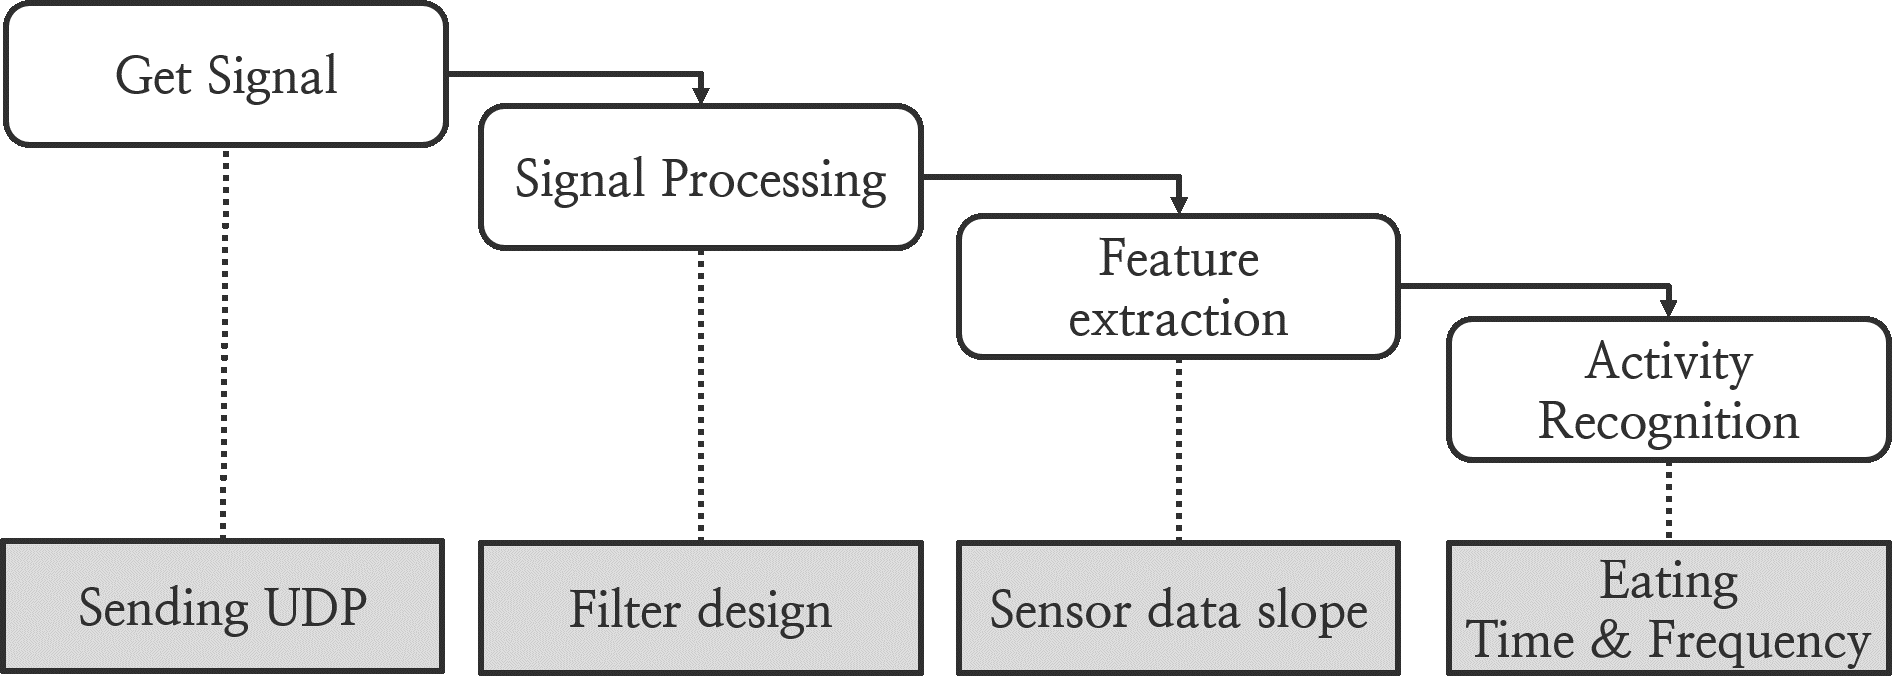 Get Signal
Signal Processing
Feature
extraction
Activity
Recognition
Sending UDP
Filter design
Sensor data slope
Eating
Time & Frequency